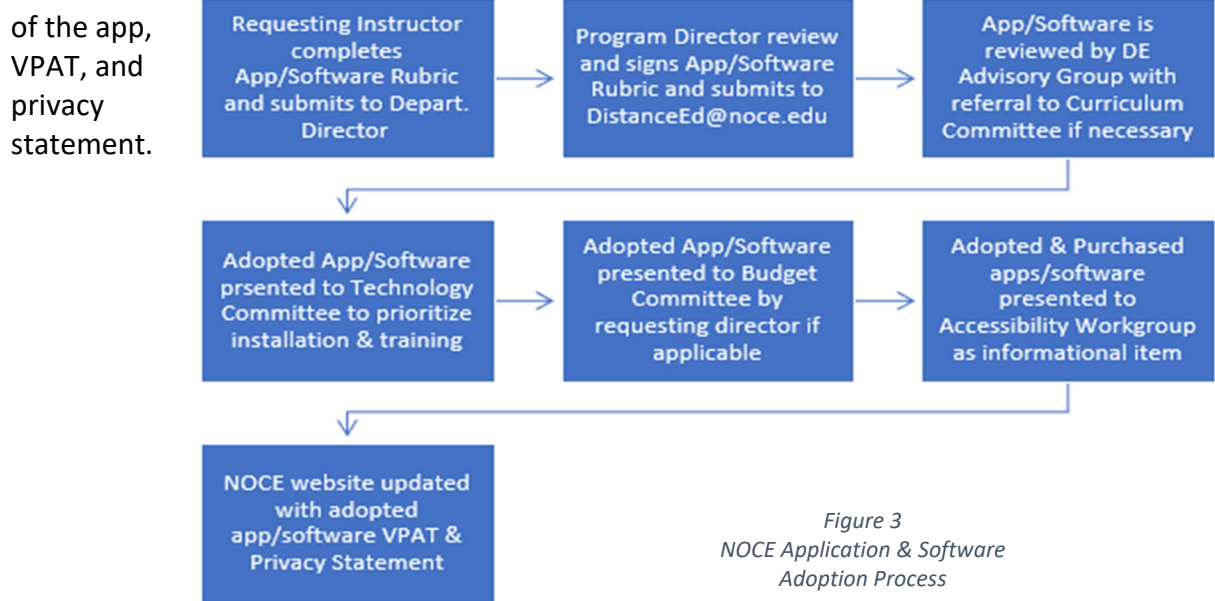 of the app,
VPAT, and
privacy
statement.
Requesting Instructor
completes
App/Software Rubric
and submits to Depart.
Director
Program Director review
and signs App/Software
Rubric and submits to
DistanceEd@noce.edu
App/Software is
reviewed by DE
Advisory Group with
referral to Curriculum
Committee if necessary
Adopted App/Software
prsented to Technology
Committee to prioritize
installation & training
Adopted App/Software
presented to Budget
Committee by
requesting director if
applicable
Adopted & Purchased
apps/software
presented to
Accessibility Workgroup
as informational item
NOCE website updated
with adopted
app/software VPAT &
Privacy Statement
Figure 3
NOCE Application & Software
Adoption Process